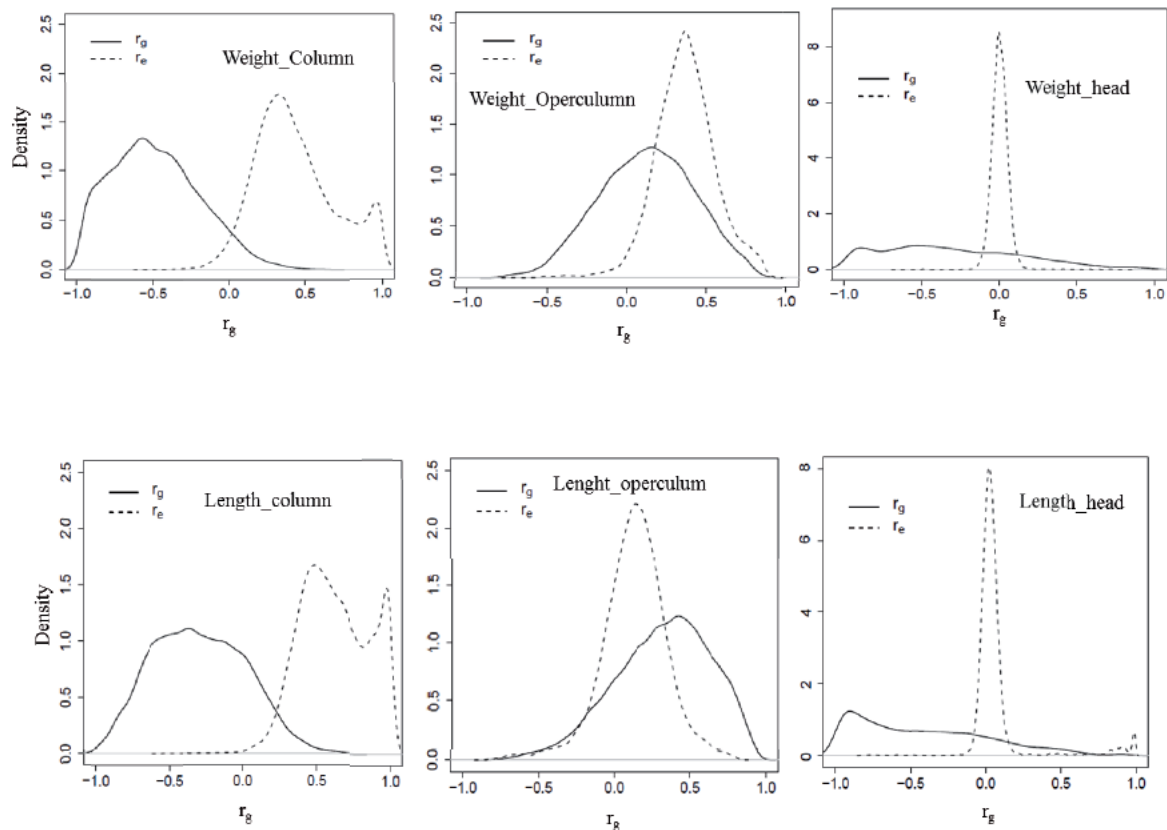 2.5
2.0
1.5
1.0
0.5
0.0
Density
r_g
r_e
Weight_Column
−1.0 −0.5 0.0 0.5 1.0
r_g
2.5
2.0
1.5
1.0
0.5
0.0
r_g
r_e
Weight_Operculumn
−1.0 −0.5 0.0 0.5 1.0
r_g
8
6
4
2
0
r_g
r_e
Weight_head
−1.0 −0.5 0.0 0.5 1.0
r_g
2.5
2.0
1.5
1.0
0.5
0.0
Density
r_g
r_e
Length_column
−1.0 −0.5 0.0 0.5 1.0
r_g
2.5
2.0
1.5
1.0
0.5
0.0
Lenght_operculum
r_g
r_e
−1.0 −0.5 0.0 0.5 1.0
r_g
8
6
4
2
0
r_g
r_e
Length_head
−1.0 −0.5 0.0 0.5 1.0
r_g